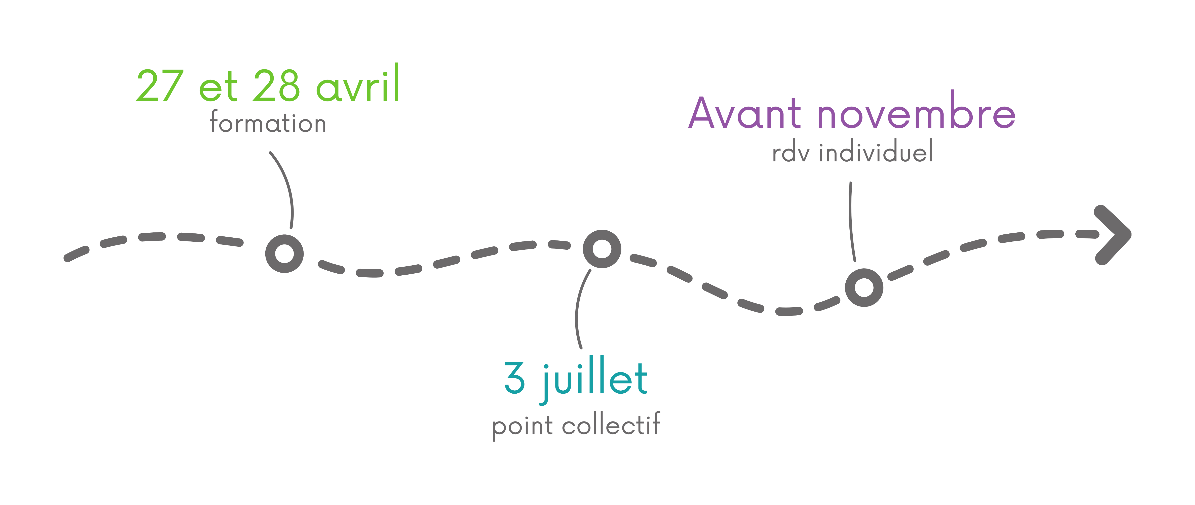 27 et 28 avril
formation
3 juillet
point collectif
Avant novembre
rdv individuel